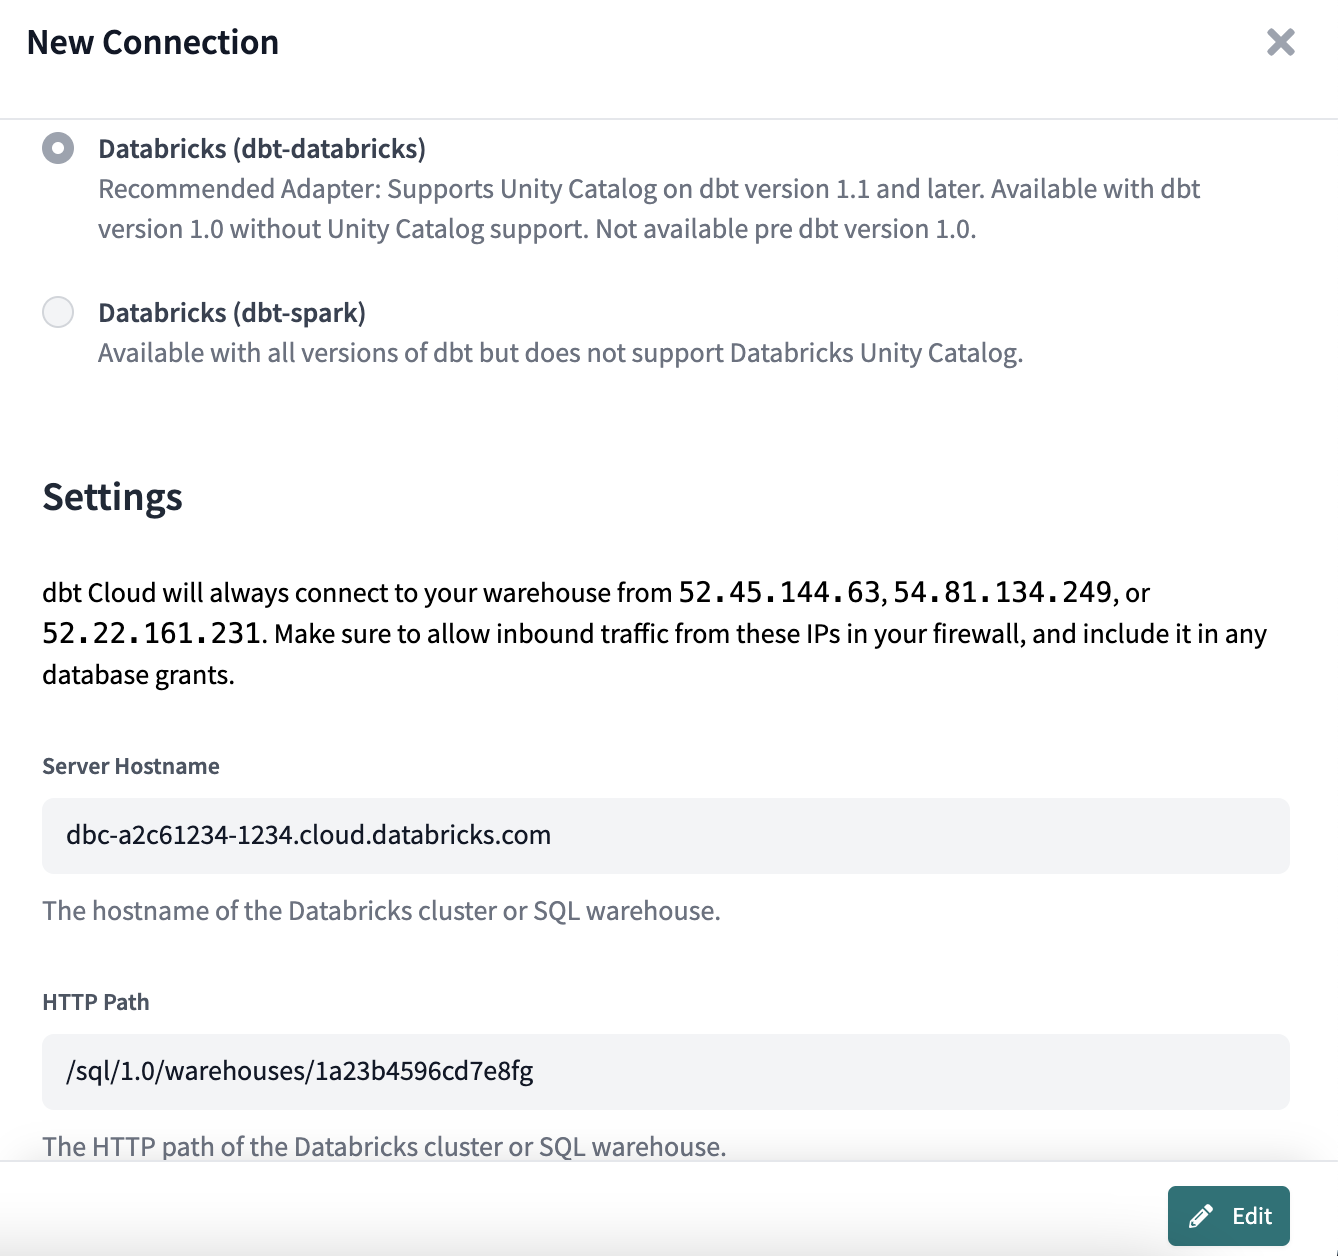 New Connection
Databricks (dbt-databricks)
Recommended Adapter: Supports Unity Catalog on dbt version 1.1 and later. Available with dbt
version 1.0 without Unity Catalog support. Not available pre dbt version 1.0.
Databricks (dbt-spark)
Available with all versions of dbt but does not support Databricks Unity Catalog.
Settings
dbt Cloud will always connect to your warehouse from 52.45.144.63, 54.81.134.249, or
52.22.161.231. Make sure to allow inbound traffic from these IPs in your firewall, and include it in any
database grants.
Server Hostname
dbc-a2c61234-1234.cloud.databricks.com
The hostname of the Databricks cluster or SQL warehouse.
HTTP Path
/sql/1.0/warehouses/1a23b4596cd7e8fg
The HTTP path of the Databricks cluster or SQL warehouse.
Edit